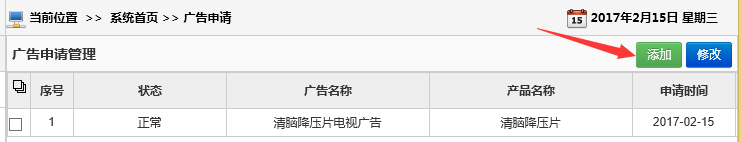 当前位置 >> 系统首页 >> 广告申请 15 2017年2月15日 星期三
广告申请管理 添加 修改
序号 状态 广告名称 产品名称 申请时间
1 正常 清脑降压片电视广告 清脑降压片 2017-02-15